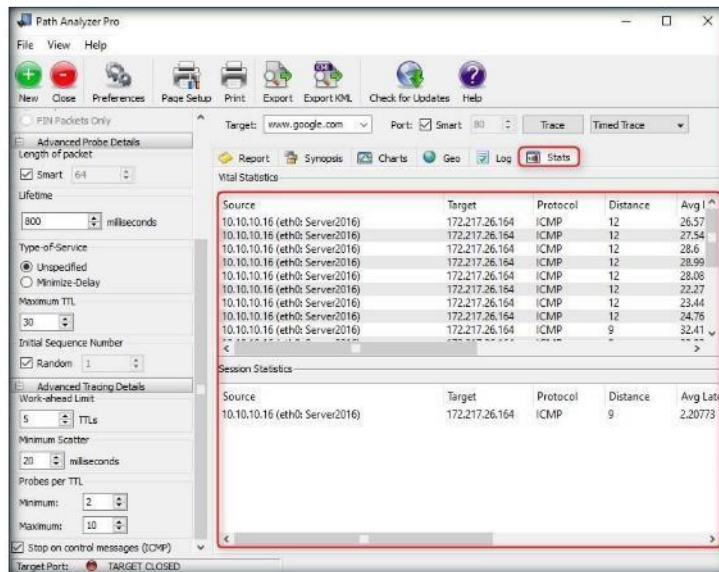 Path Analyzer Pro
File View Help
New Close Preferences Page Setup Print Export Export KML Check for Updates Help
FIN Packets Only
Advanced Probe Details
Length of packet
Smart 64
Lifetime
800 milliseconds
Type-of-Service
Unspecified
Minimize-Delay
Maximum TTL
30
Initial Sequence Number
Random 1
Advanced Tracing Details
Work-ahead Limit
5 TTLs
Minimum Scatter
20 milliseconds
Probes per TTL
Minimum: 2
Maximum: 10
Stop on control messages (ICMP)
Target: www.google.com Port: Smart 80 Trace Timed Trace
Report Synopsis Charts Geo Log Stats
Vital Statistics
Source Target Protocol Distance Avg
10.10.10.16 (eth0: Server2016) 172.217.26.164 ICMP 12 26.57
10.10.10.16 (eth0: Server2016) 172.217.26.164 ICMP 12 27.54
10.10.10.16 (eth0: Server2016) 172.217.26.164 ICMP 12 28.6
10.10.10.16 (eth0: Server2016) 172.217.26.164 ICMP 12 28.99
10.10.10.16 (eth0: Server2016) 172.217.26.164 ICMP 12 28.08
10.10.10.16 (eth0: Server2016) 172.217.26.164 ICMP 12 22.27
10.10.10.16 (eth0: Server2016) 172.217.26.164 ICMP 12 23.44
10.10.10.16 (eth0: Server2016) 172.217.26.164 ICMP 12 24.76
10.10.10.16 (eth0: Server2016) 172.217.26.164 ICMP 9 32.41
Session Statistics
Source Target Protocol Distance Avg Late
10.10.10.16 (eth0: Server2016) 172.217.26.164 ICMP 9 2.20773
Target Port: TARGET CLOSED